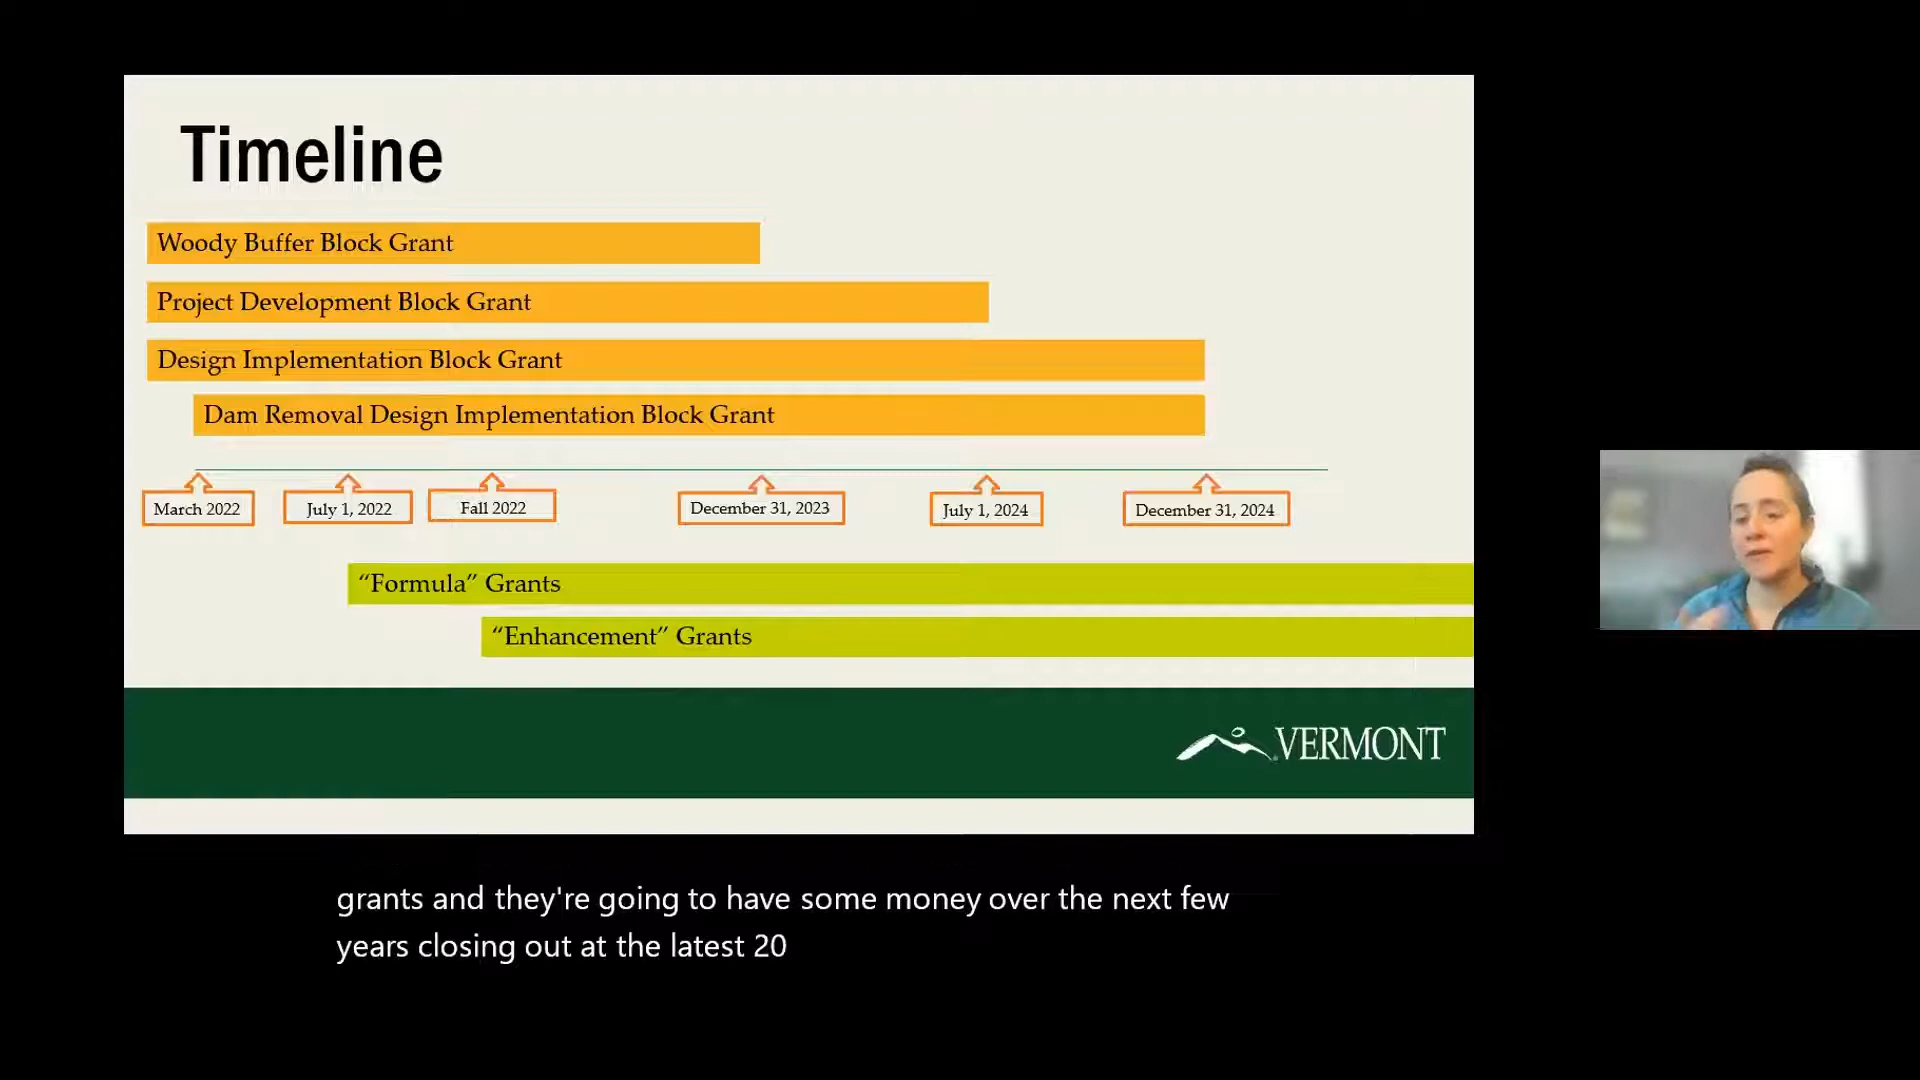 Timeline
Woody Buffer Block Grant
Project Development Block Grant
Design Implementation Block Grant
Dam Removal Design Implementation Block Grant
March 2022
July 1, 2022
Fall 2022
December 31, 2023
July 1, 2024
December 31, 2024
“Formula” Grants
“Enhancement” Grants
VERMONT
grants and they're going to have some money over the next few
years closing out at the latest 20